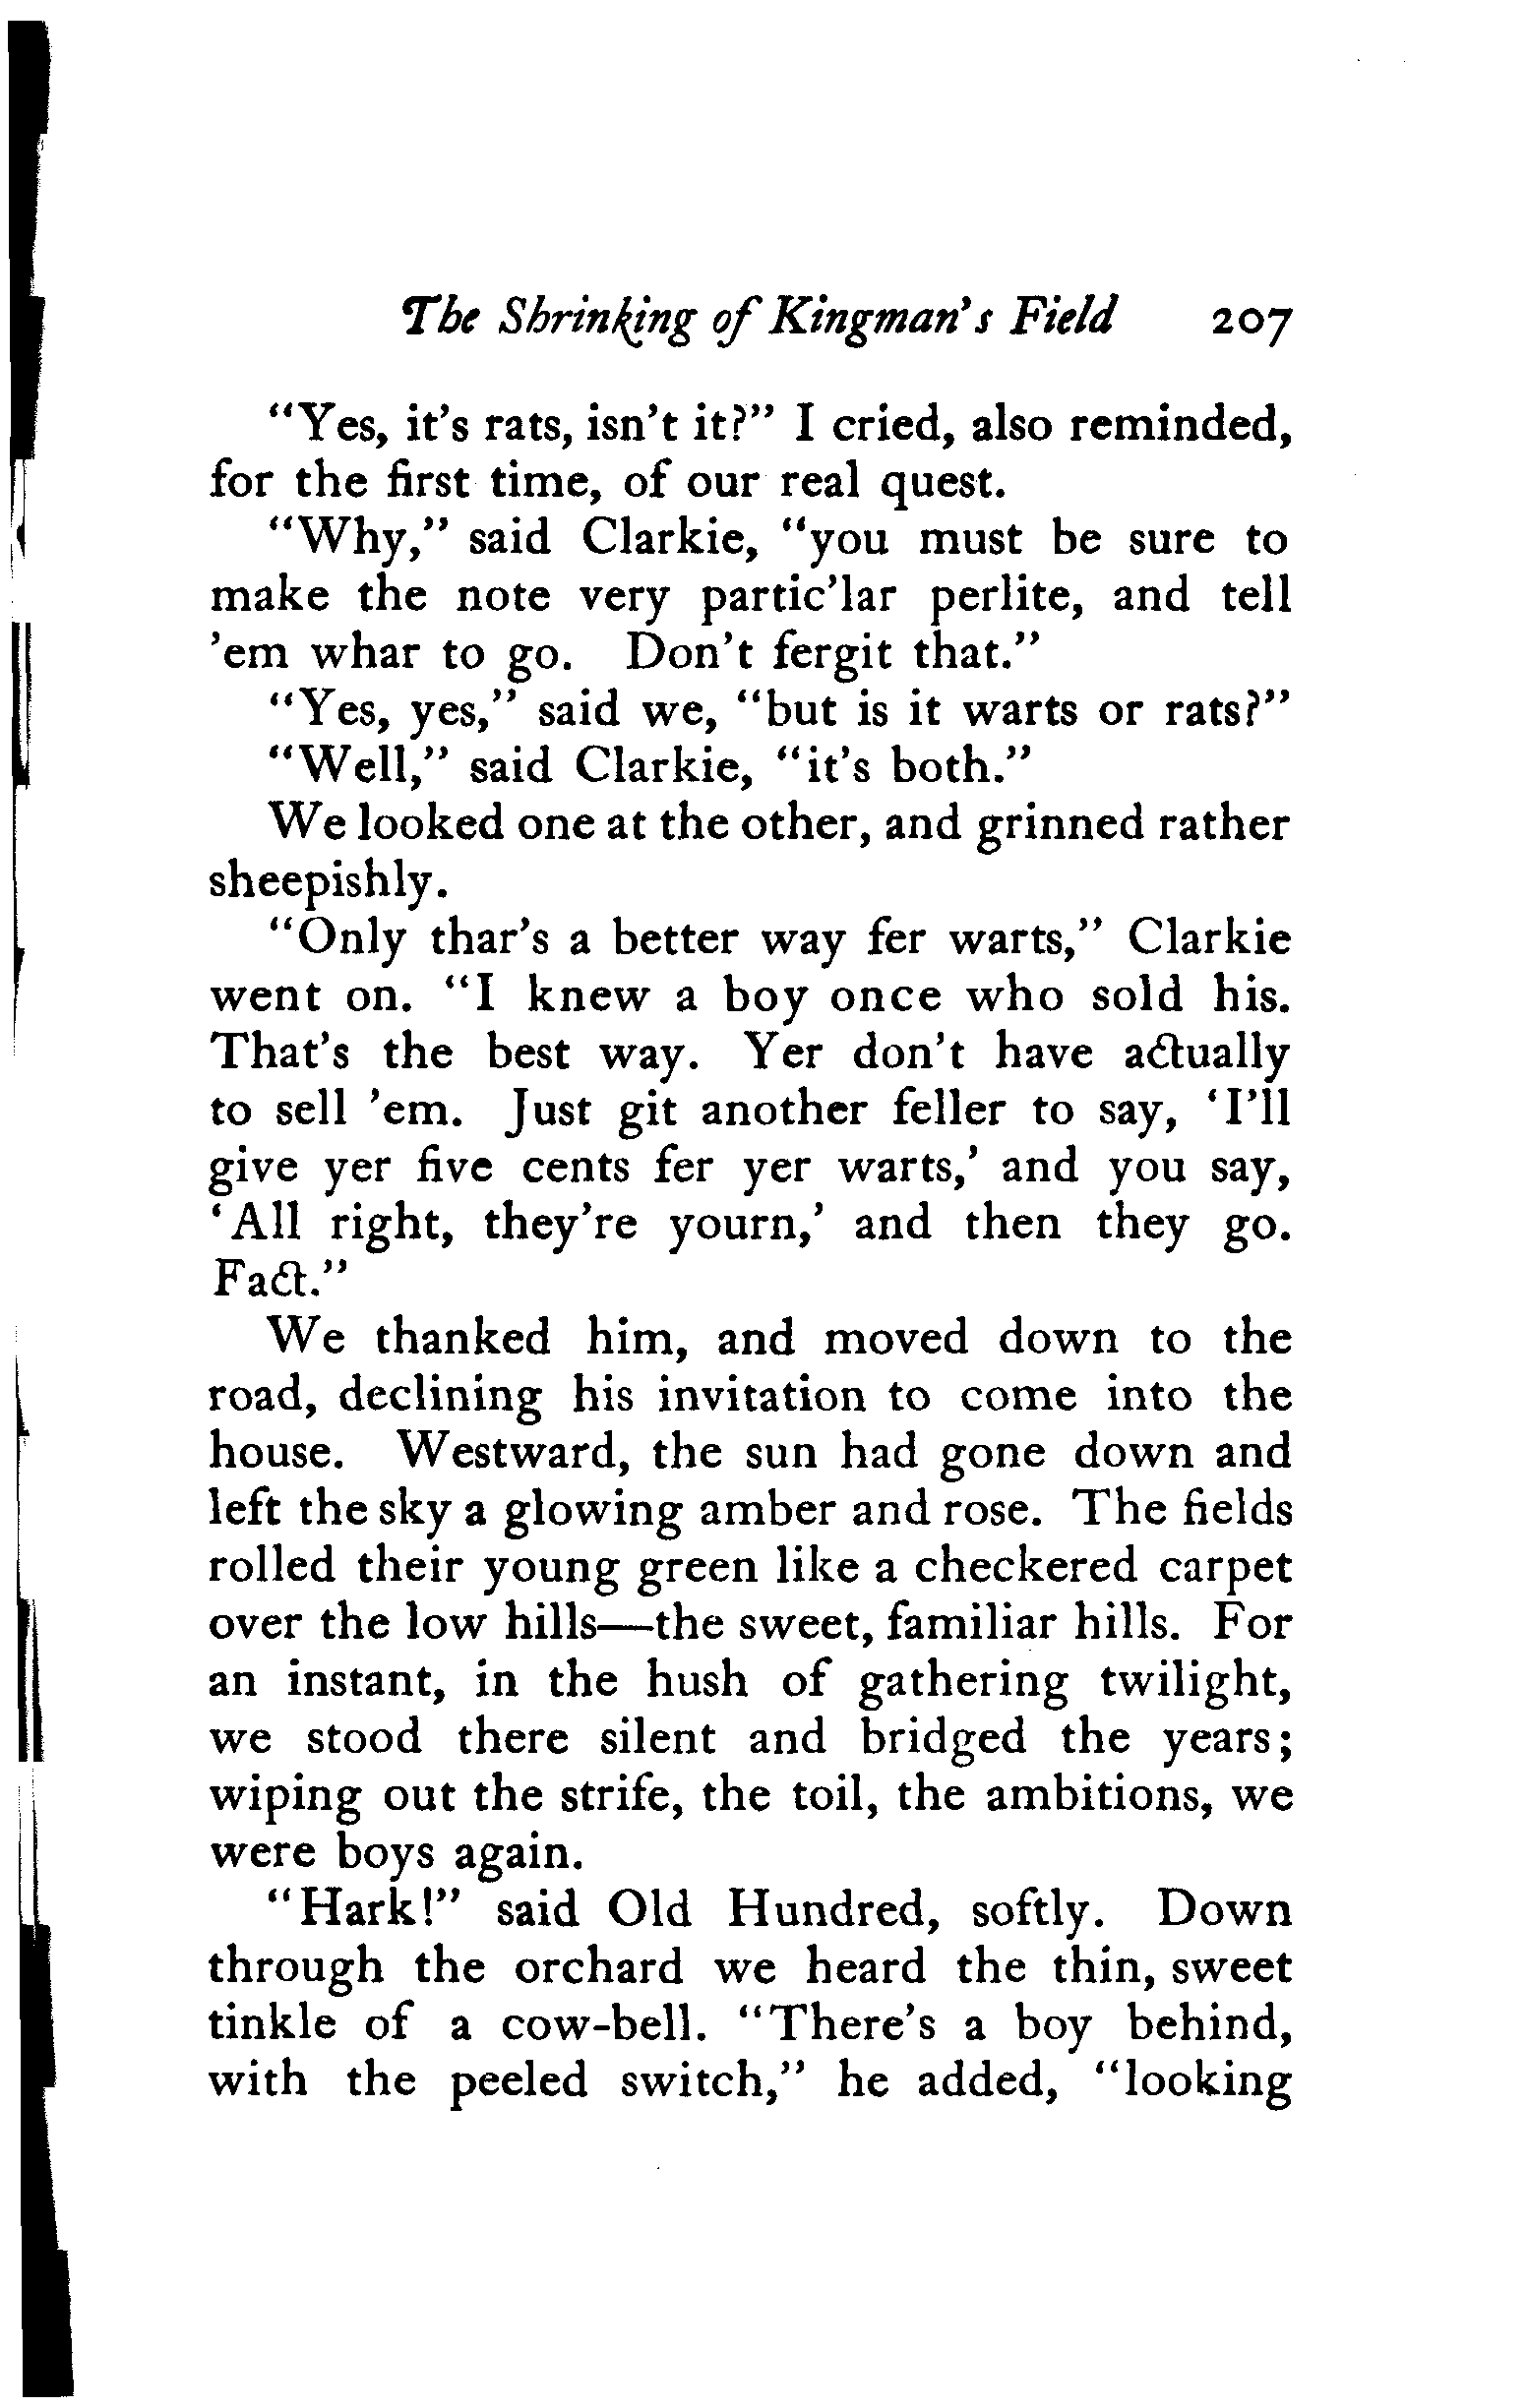 The Shrinking of Kingman's Field 207
"Yes, it's rats, isn't it?" I cried, also reminded,
for the first time, of our real quest.
"Why," said Clarkie, "you must be sure to
make the note very partic'lar perlite, and tell
'em whar to go. Don't fergit that."
"Yes, yes," said we, "but is it warts or rats?"
"Well," said Clarkie, "it's both."
We looked one at the other, and grinned rather
sheepishly.
"Only thar's a better way fer warts," Clarkie
went on. "I knew a boy once who sold his.
That's the best way. Yer don't have actually
to sell 'em. Just git another feller to say, 'I'll
give yer five cents fer yer warts,' and you say,
'All right, they're yourn,' and then they go.
Fact."
We thanked him, and moved down to the
road, declining his invitation to come into the
house. Westward, the sun had gone down and
left the sky a glowing amber and rose. The fields
rolled their young green like a checkered carpet
over the low hills—the sweet, familiar hills. For
an instant, in the hush of gathering twilight,
we stood there silent and bridged the years;
wiping out the strife, the toil, the ambitions, we
were boys again.
"Hark!" said Old Hundred, softly. Down
through the orchard we heard the thin, sweet
tinkle of a cow-bell. "There's a boy behind,
with the peeled switch," he added, "looking